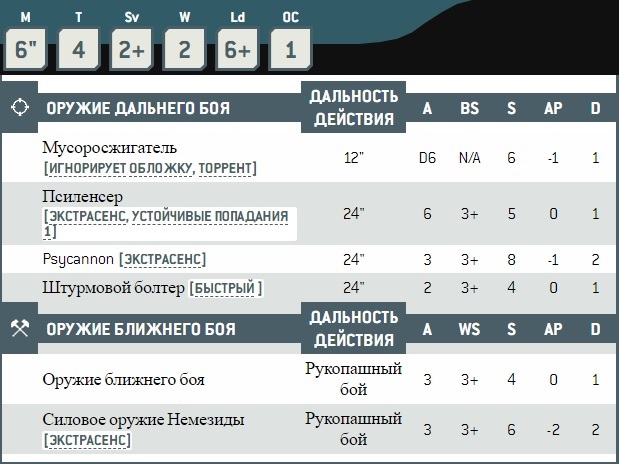 M T Sv W Ld OC
6" 4 2+ 2 6+ 1
ОРУЖИЕ ДАЛЬНЕГО БОЯ ДАЛЬНОСТЬ ДЕЙСТВИЯ A BS S AP D
Мусоросжигатель
[ИГНОРИРУЕТ ОБЛОЖКУ, ТОРРЕНТ] 12" D6 N/A 6 -1 1
Псиленсер
[ЭКСТРАСЕНС, УСТОЙЧИВЫЕ ПОПАДАНИЯ
1] 24" 6 3+ 5 0 1
Psycannon [ЭКСТРАСЕНС] 24" 3 3+ 8 -1 2
Штурмовой болтер [БЫСТРЫЙ ] 24" 2 3+ 4 0 1
ОРУЖИЕ БЛИЖНЕГО БОЯ ДАЛЬНОСТЬ ДЕЙСТВИЯ A WS S AP D
Оружие ближнего боя Рукопашный бой 3 3+ 4 0 1
Силовое оружие Немезиды
[ЭКСТРАСЕНС] Рукопашный бой 3 3+ 6 -2 2